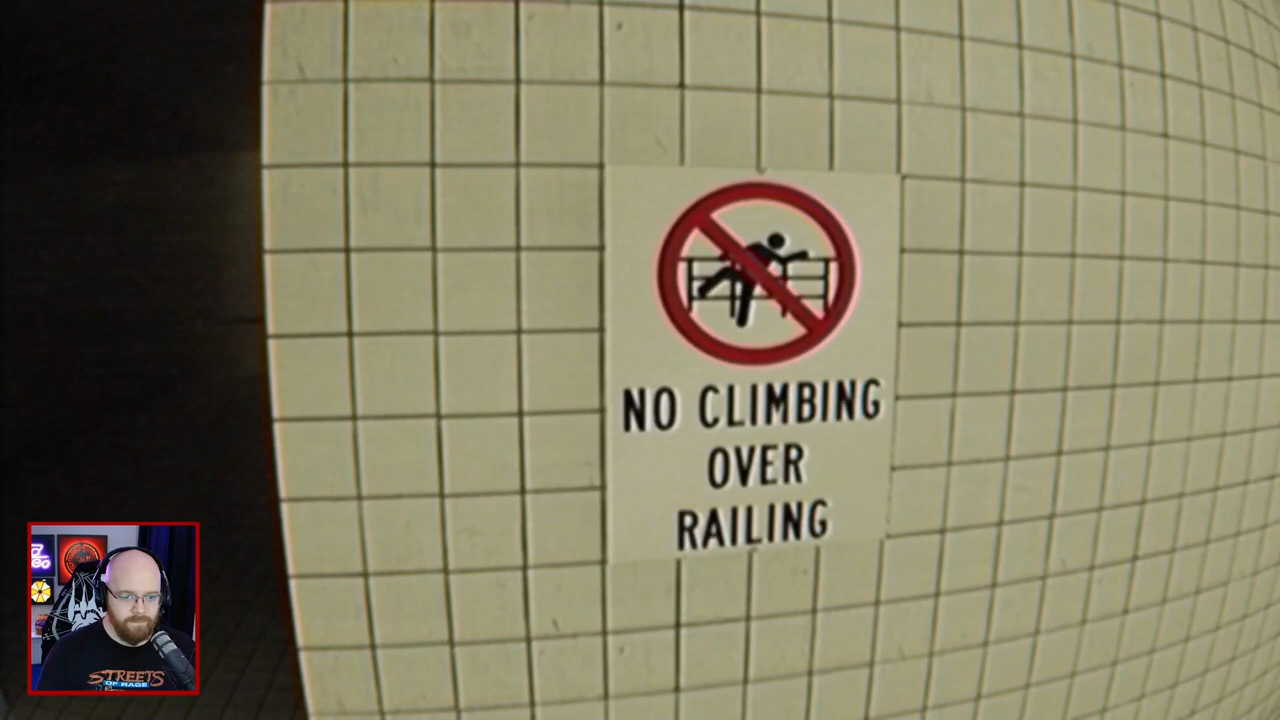 NO CLIMBING
OVER
RAILING
STREETS
OF RAGE